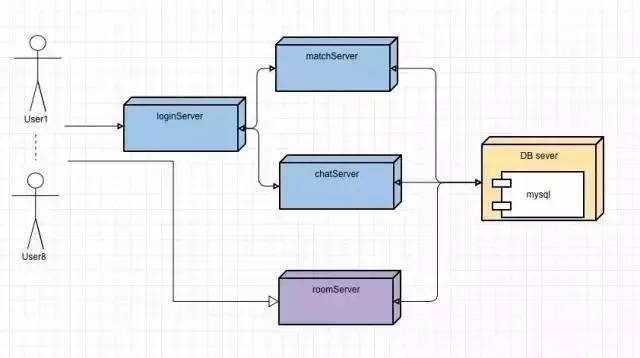 matchServer
User1
loginServer
DB sever
mysql
chatServer
User8
roomServer